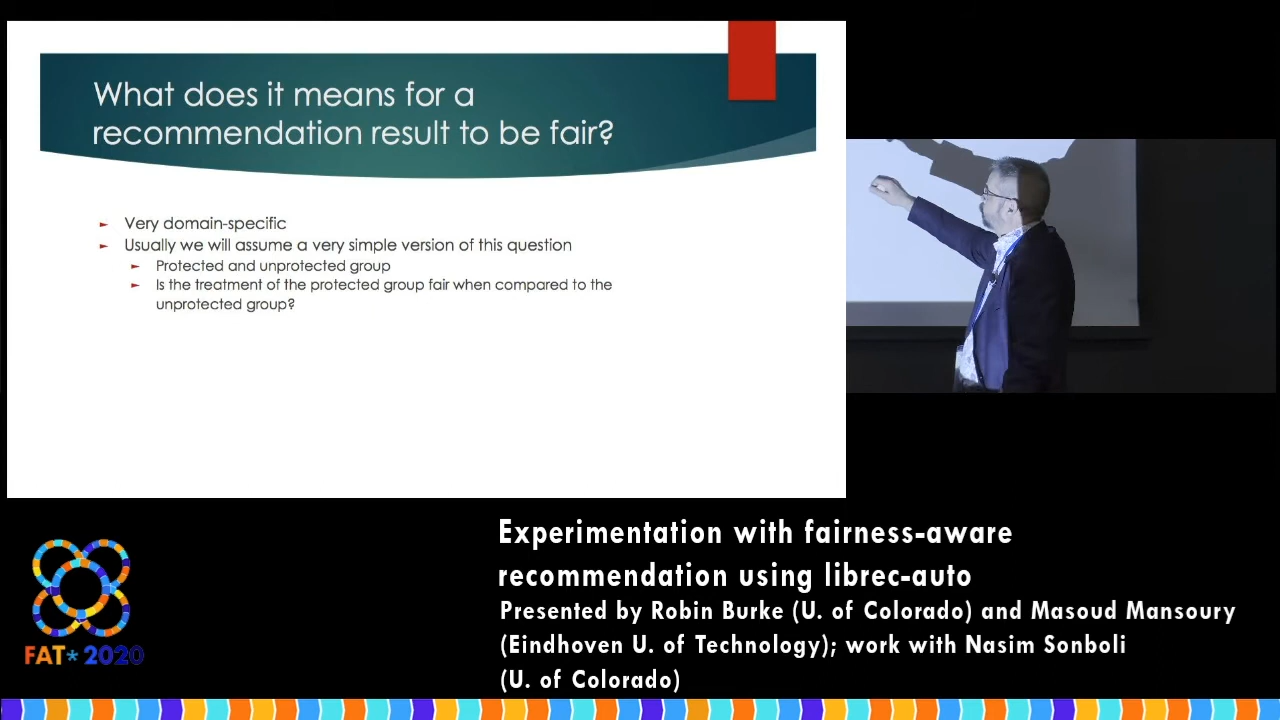 What does it means for a
recommendation result to be fair?
Very domain-specific
Usually we will assume a very simple version of this question
Protected and unprotected group
Is the treatment of the protected group fair when compared to the
unprotected group?
Experimentation with fairness-aware
recommendation using librec-auto
Presented by Robin Burke (U. of Colorado) and Masoud Mansoury
(Eindhoven U. of Technology); work with Nasim Sonboli
(U. of Colorado)
FAT* 2020